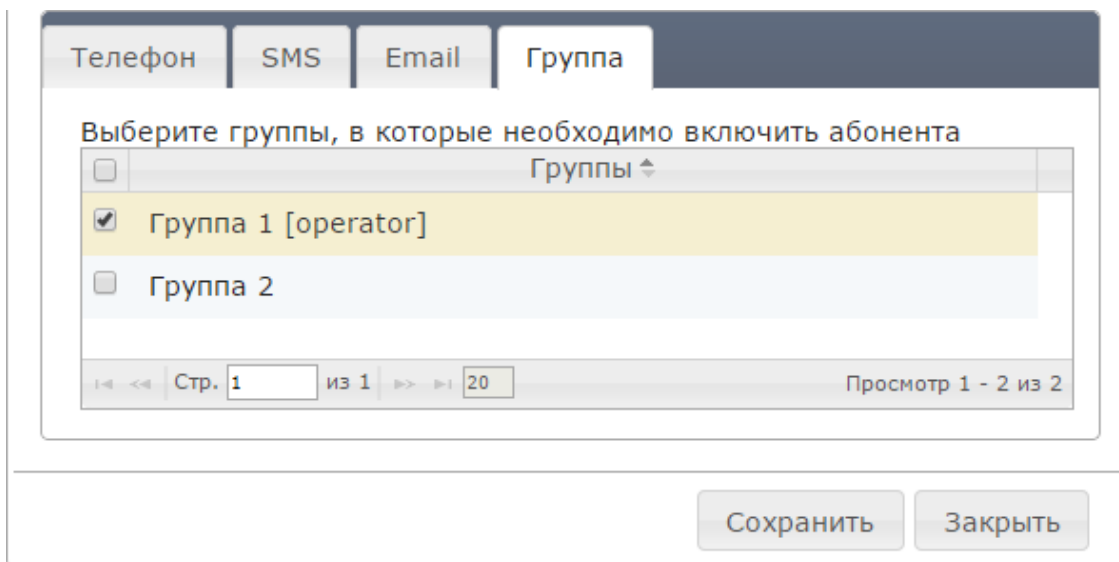 Телефон SMS Email Группа
Выберите группы, в которые необходимо включить абонента
Группы
Группа 1 [operator]
Группа 2
Стр. 1 из 1 20 Просмотр 1 - 2 из 2
Сохранить Закрыть